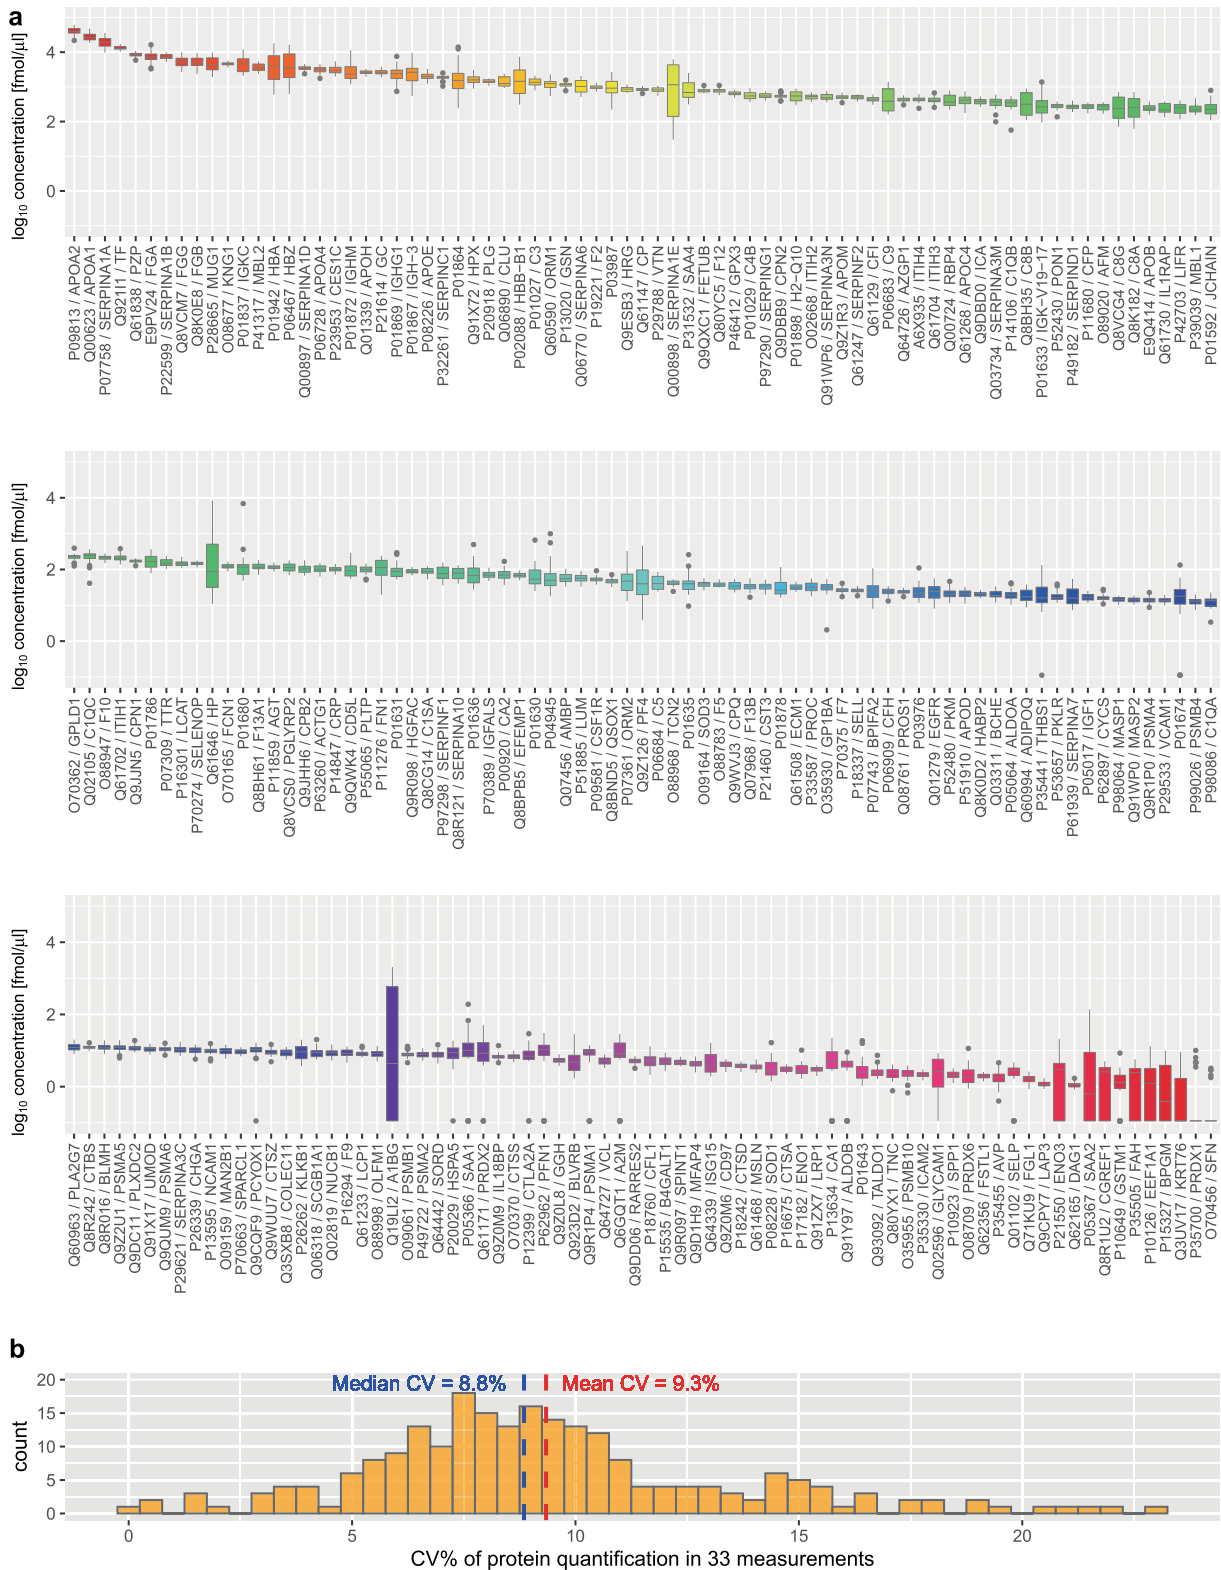 a
log10 concentration [fmol/µl]
4
2
0
P09813 / APOA2
Q00623 / APOA1
P07758 / SERPINA1A
Q921I1 / TF
Q61838 / PZP
E9PV24 / FGA
P22599 / SERPINA1B
Q8VCM7 / FGG
Q8K0E8 / FGB
P28665 / MUG1
O08677 / KNG1
P01837 / IGKC
P41317 / MBL2
P01942 / HBA
P06467 / HBZ
Q00897 / SERPINA1D
P06728 / APOA4
P23953 / CES1C
P01872 / IGHM
Q01339 / APOH
P21614 / GC
P01869 / IGHG1
P01867 / IGH-3
P08226 / APOE
P32261 / SERPINC1
P01864
Q91X72 / HPX
P20918 / PLG
Q06890 / CLU
P02088 / HBB-B1
P01027 / C3
Q60590 / ORM1
P13020 / GSN
Q06770 / SERPINA6
P19221 / F2
P03987
Q9ESB3 / HRG
Q61147 / CP
P29788 / VTN
Q00898 / SERPINA1E
P31532 / SAA4
Q9QXC1 / FETUB
Q80YC5 / F12
P46412 / GPX3
P01029 / C4B
P97290 / SERPING1
Q9DBB9 / CPN2
P01898 / H2-Q10
O02688 / ITIH2
Q91WP6 / SERPINA3N
Q9Z1R3 / APOM
Q61247 / SERPINF2
Q61129 / CFI
P06683 / C9
Q64726 / AZGP1
A6X935 / ITIH4
Q61704 / ITIH3
Q00724 / RBP4
Q61268 / APOC4
Q9DBD0 / ICA
Q03734 / SERPINA3M
P14106 / C1QB
Q8BH35 / C8B
P01633 / IGK-V19-17
P52430 / PON1
P49182 / SERPIND1
P11680 / CFP
O89020 / AFM
Q8VCG4 / C8G
Q8K182 / C8A
E9Q414 / APOB
Q61730 / IL1RAP
P42703 / LIFR
P39039 / MBL1
P01592 / JCHAIN
log10 concentration [fmol/µl]
4
2
0
O70362 / GPLD1
Q02105 / C1QC
O88947 / F10
Q61702 / ITIH1
Q9JJN5 / CPN1
P01786
P07309 / TTR
P16301 / LCAT
P70274 / SELENOP
Q61646 / HP
O70165 / FCN1
P01680
Q8BH61 / F13A1
P11859 / AGT
Q8VCS0 / PGLYRP2
Q9JHH6 / CPB2
P63260 / ACTG1
P14847 / CRP
Q9QWK4 / CD5L
P55065 / PLTP
P11276 / FN1
P01631
Q9R098 / HGFAC
Q8CG14 / C1SA
P97298 / SERPINF1
Q8R121 / SERPINA10
P01636
P70389 / IGFALS
P00920 / CA2
Q8BPB5 / EFEMP1
P01630
P04945
Q07456 / AMBP
P51885 / LUM
P09581 / CSF1R
Q8BND5 / QSOX1
P07361 / ORM2
Q9Z126 / PF4
P06684 / C5
O88968 / TCN2
P01635
O09164 / SOD3
O88783 / F5
Q9WVJ3 / CPQ
Q07968 / F13B
P21460 / CST3
P01878
Q61508 / ECM1
P33587 / PROC
O35930 / GP1BA
P70375 / F7
P18337 / SELL
P07743 / BPIFA2
P06909 / CFH
Q08761 / PROS1
P03976
Q01279 / EGFR
P52480 / PKM
P51910 / APOD
Q8K0D2 / HABP2
Q03311 / BCHE
P05064 / ALDOA
Q60994 / ADIPOQ
P35441 / THBS1
P53657 / PKLR
P61939 / SERPINA7
P05017 / IGF1
P62897 / CYCS
P98064 / MASP1
Q91WP0 / MASP2
Q9R1P0 / PSMA4
P29533 / VCAM1
P01674
P99026 / PSMB4
P98086 / C1QA
log10 concentration [fmol/µl]
4
2
0
Q60963 / PLA2G7
Q8R242 / CTBS
Q8R016 / BLMH
Q9Z2U1 / PSMA5
Q9DC11 / PLXDC2
Q91X17 / UMOD
Q9QUM9 / PSMA6
P29621 / SERPINA3C
P26339 / CHGA
P13595 / NCAM1
O09159 / MAN2B1
P70663 / SPARCL1
Q9CQF9 / PCYOX1
Q9WUU7 / CTSZ
Q3SXB8 / COLEC11
P26262 / KLKB1
Q06318 / SCGB1A1
Q02819 / NUCB1
P16294 / F9
Q61233 / LCP1
O88998 / OLFM1
Q19LI2 / A1BG
O09061 / PSMB1
P49722 / PSMA2
Q64442 / SORD
P20029 / HSPA5
P05366 / SAA1
Q61171 / PRDX2
Q9Z0M9 / IL18BP
O70370 / CTSS
P12399 / CTLA2A
P62962 / PFN1
Q9Z0L8 / GGH
Q923D2 / BLVRB
Q9R1P4 / PSMA1
Q64727 / VCL
Q6GQT1 / A2M
Q9DD06 / RARRES2
P18760 / CFL1
P15535 / B4GALT1
Q9R097 / SPINT1
Q9D1H9 / MFAP4
Q64339 / ISG15
Q9Z0M6 / CD97
P18242 / CTSD
Q61468 / MSLN
P08228 / SOD1
P16675 / CTSA
P17182 / ENO1
Q91ZX7 / LRP1
P13634 / CA1
Q91Y97 / ALDOB
P01643
Q93092 / TALDO1
Q80YX1 / TNC
O35955 / PSMB10
P35330 / ICAM2
Q02596 / GLYCAM1
P10923 / SPP1
O08709 / PRDX6
Q62356 / FSTL1
P35455 / AVP
Q01102 / SELP
Q71KU9 / FGL1
Q9CPY7 / LAP3
Q62165 / DAG1
P21550 / ENO3
P05367 / SAA2
Q8R1U2 / CGREF1
P10649 / GSTM1
P35505 / FAH
P10126 / EEF1A1
P15327 / BPGM
Q3UV17 / KRT76
P35700 / PRDX1
O70456 / SFN
b
Median CV = 8.8%
Mean CV = 9.3%
count
20
15
10
5
0
0
5
10
15
20
CV% of protein quantification in 33 measurements